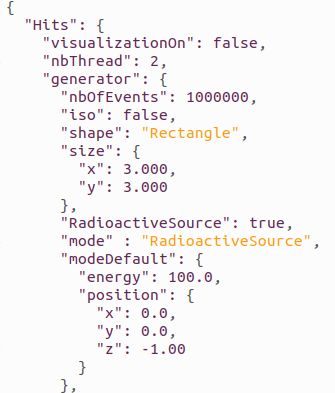 {
  "Hits": {
    "visualizationOn": false,
    "nbThread": 2,
    "generator": {
      "nbOfEvents": 1000000,
      "iso": false,
      "shape": "Rectangle",
      "size": {
        "x": 3.000,
        "y": 3.000
      },
      "RadioactiveSource": true,
      "mode" : "RadioactiveSource",
      "modeDefault": {
        "energy": 100.0,
        "position": {
          "x": 0.0,
          "y": 0.0,
          "z": -1.00
        }
      },